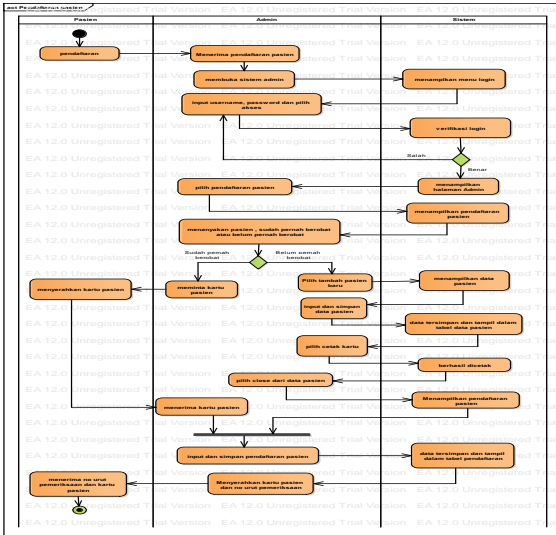 act Pendaftaran pasien
Pasien
Admin
Sistem
pendaftaran
Menerima pendaftaran pasien
membuka sistem admin
menampilkan menu login
input username, password dan pilih
akses
verifikasi login
Salah
Benar
menampilkan
halaman Admin
pilih pendaftaran pasien
menampilkan pendaftaran
pasien
menanyakan pasien , sudah pernah berobat
atau belum pernah berobat
Sudah pernah
berobat
Belum pernah
berobat
menyerahkan kartu pasien
meminta kartu
pasien
Pilih tambah pasien
baru
menampilkan data
pasien
input dan simpan
data pasien
data tersimpan dan tampil dalam
tabel data pasien
pilih cetak kartu
berhasil dicetak
pilih close dari data pasien
Menampilkan pendaftaran
pasien
menerima kartu pasien
input dan simpan pendaftaran pasien
data tersimpan dan tampil
dalam tabel pendaftaran
menerima no urut
pemeriksaan dan kartu
pasien
Menyerahkan kartu pasien
dan no urut pemeriksaan
EA 12.0 Unregistered Trial Version